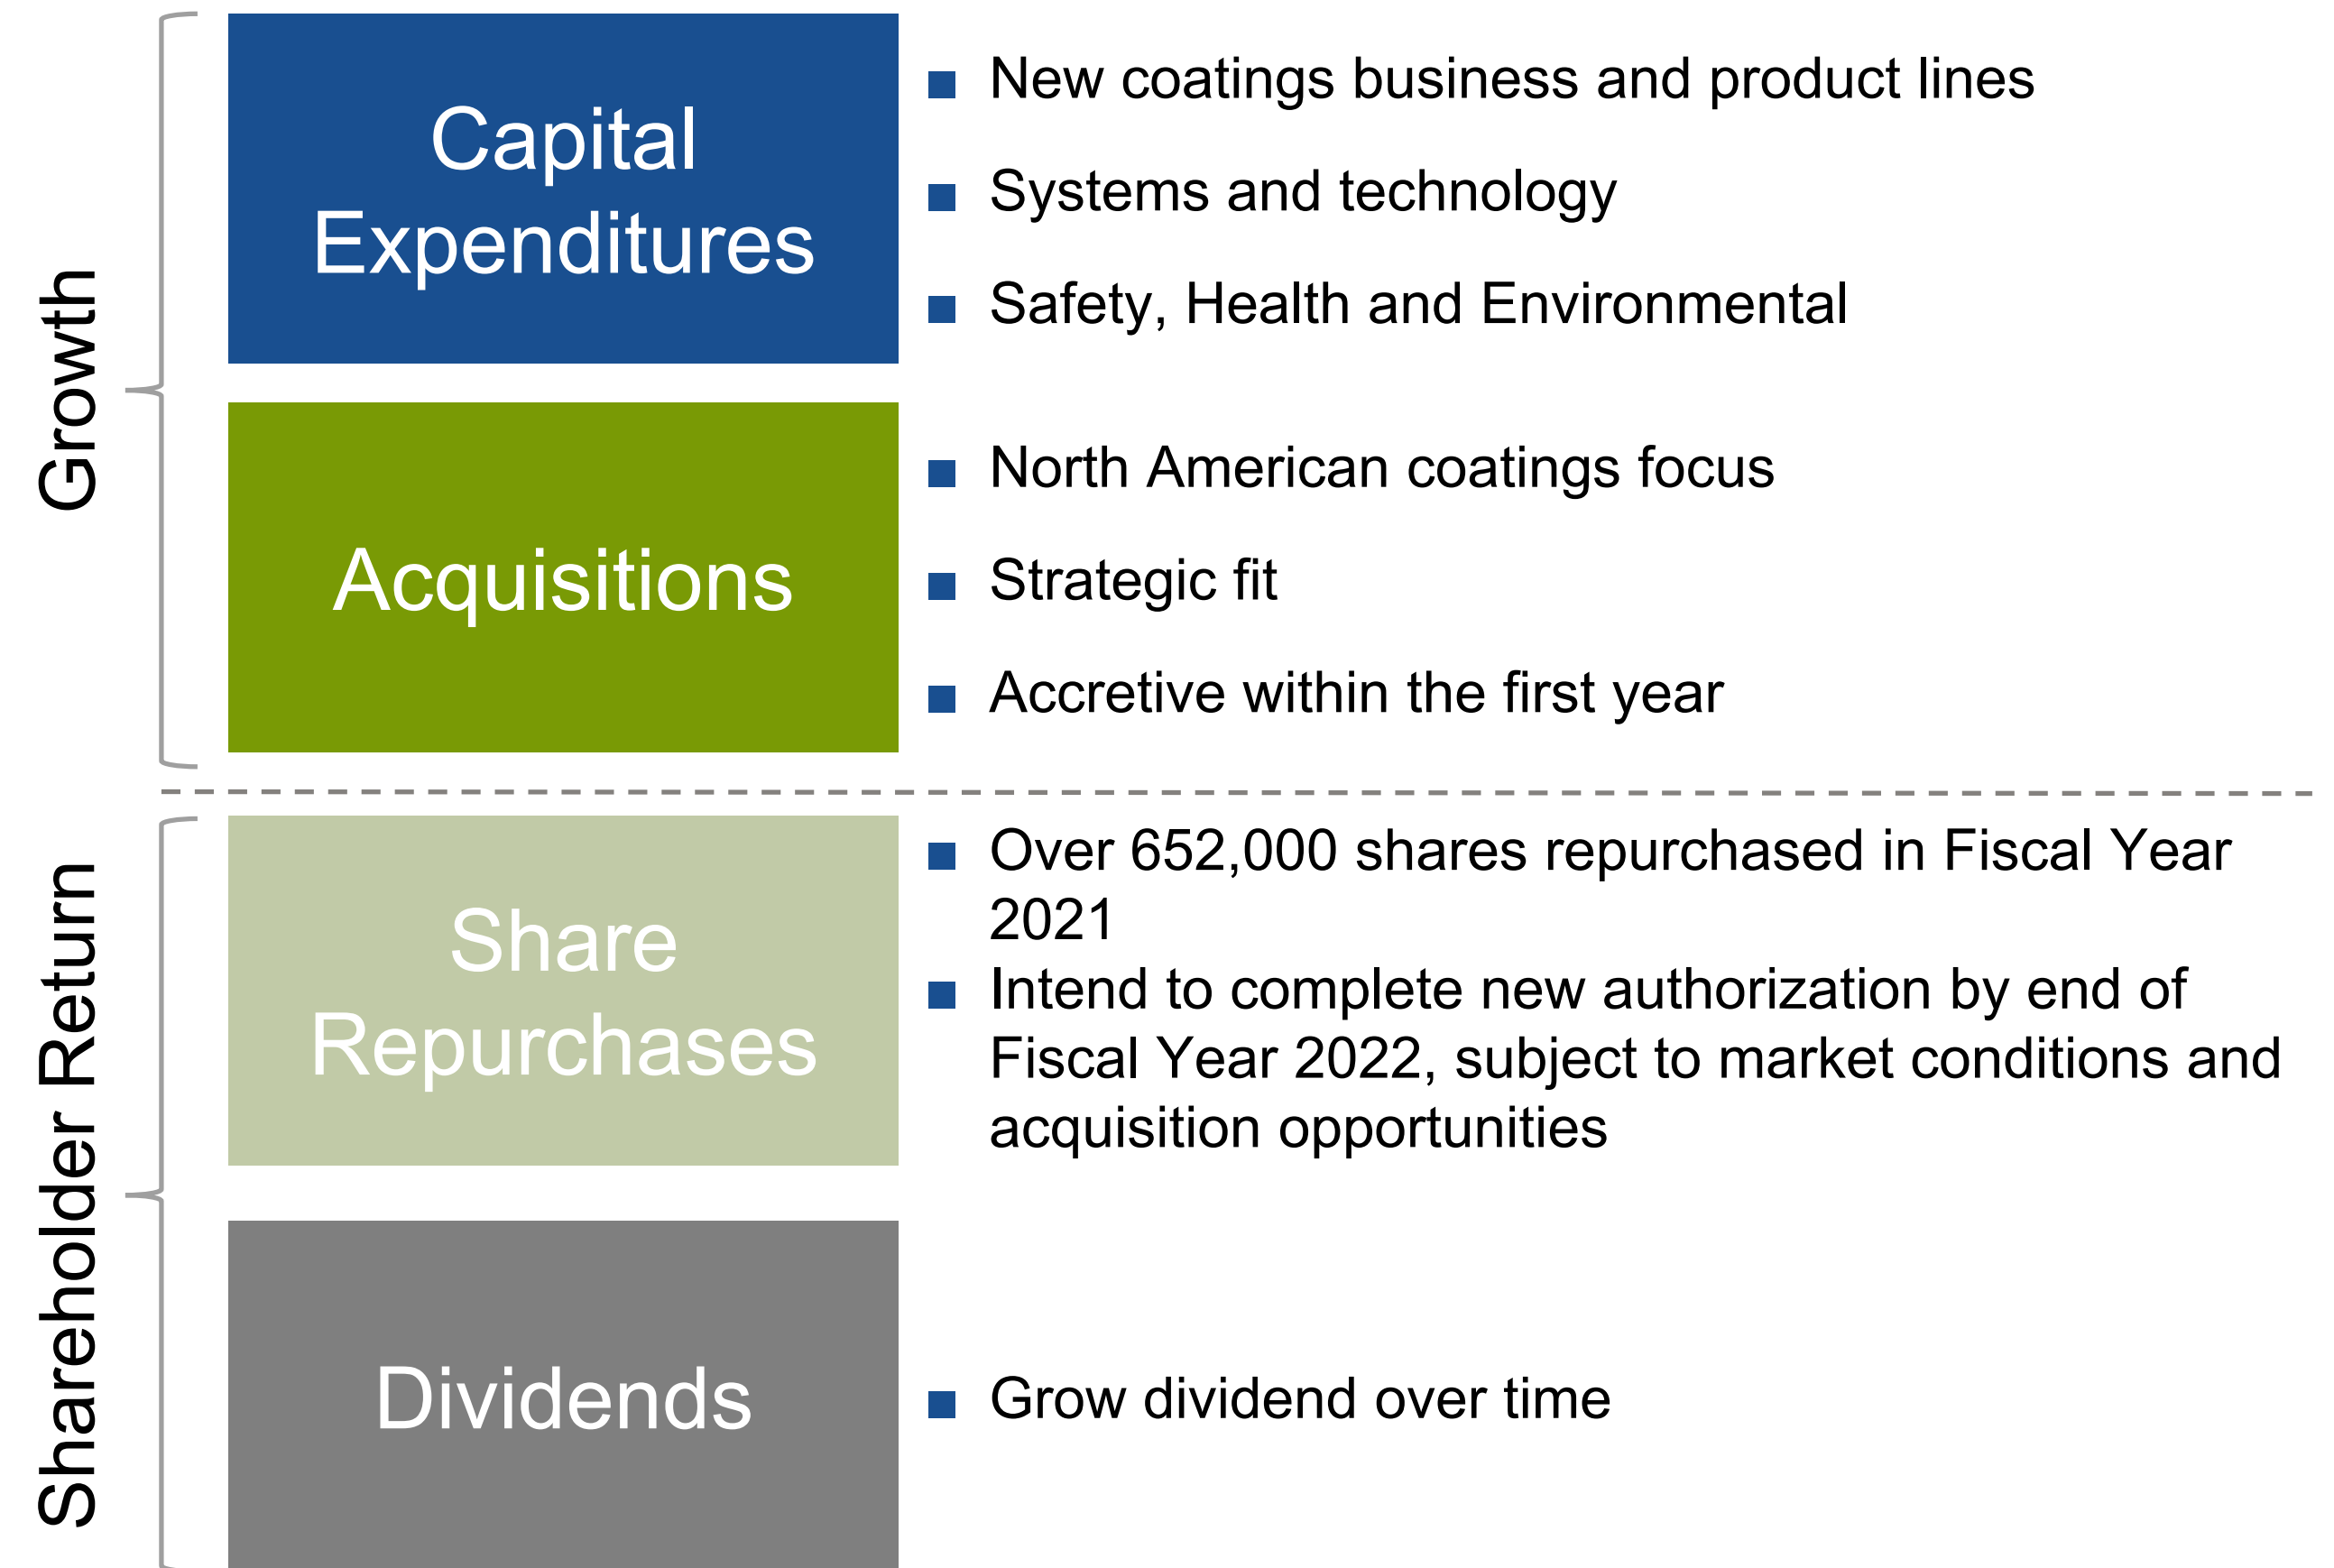 Growth
Capital
Expenditures
New coatings business and product lines
Systems and technology
Safety, Health and Environmental
Acquisitions
North American coatings focus
Strategic fit
Accretive within the first year
Shareholder Return
Share
Repurchases
Over 652,000 shares repurchased in Fiscal Year
2021
Intend to complete new authorization by end of
Fiscal Year 2022, subject to market conditions and
acquisition opportunities
Dividends
Grow dividend over time